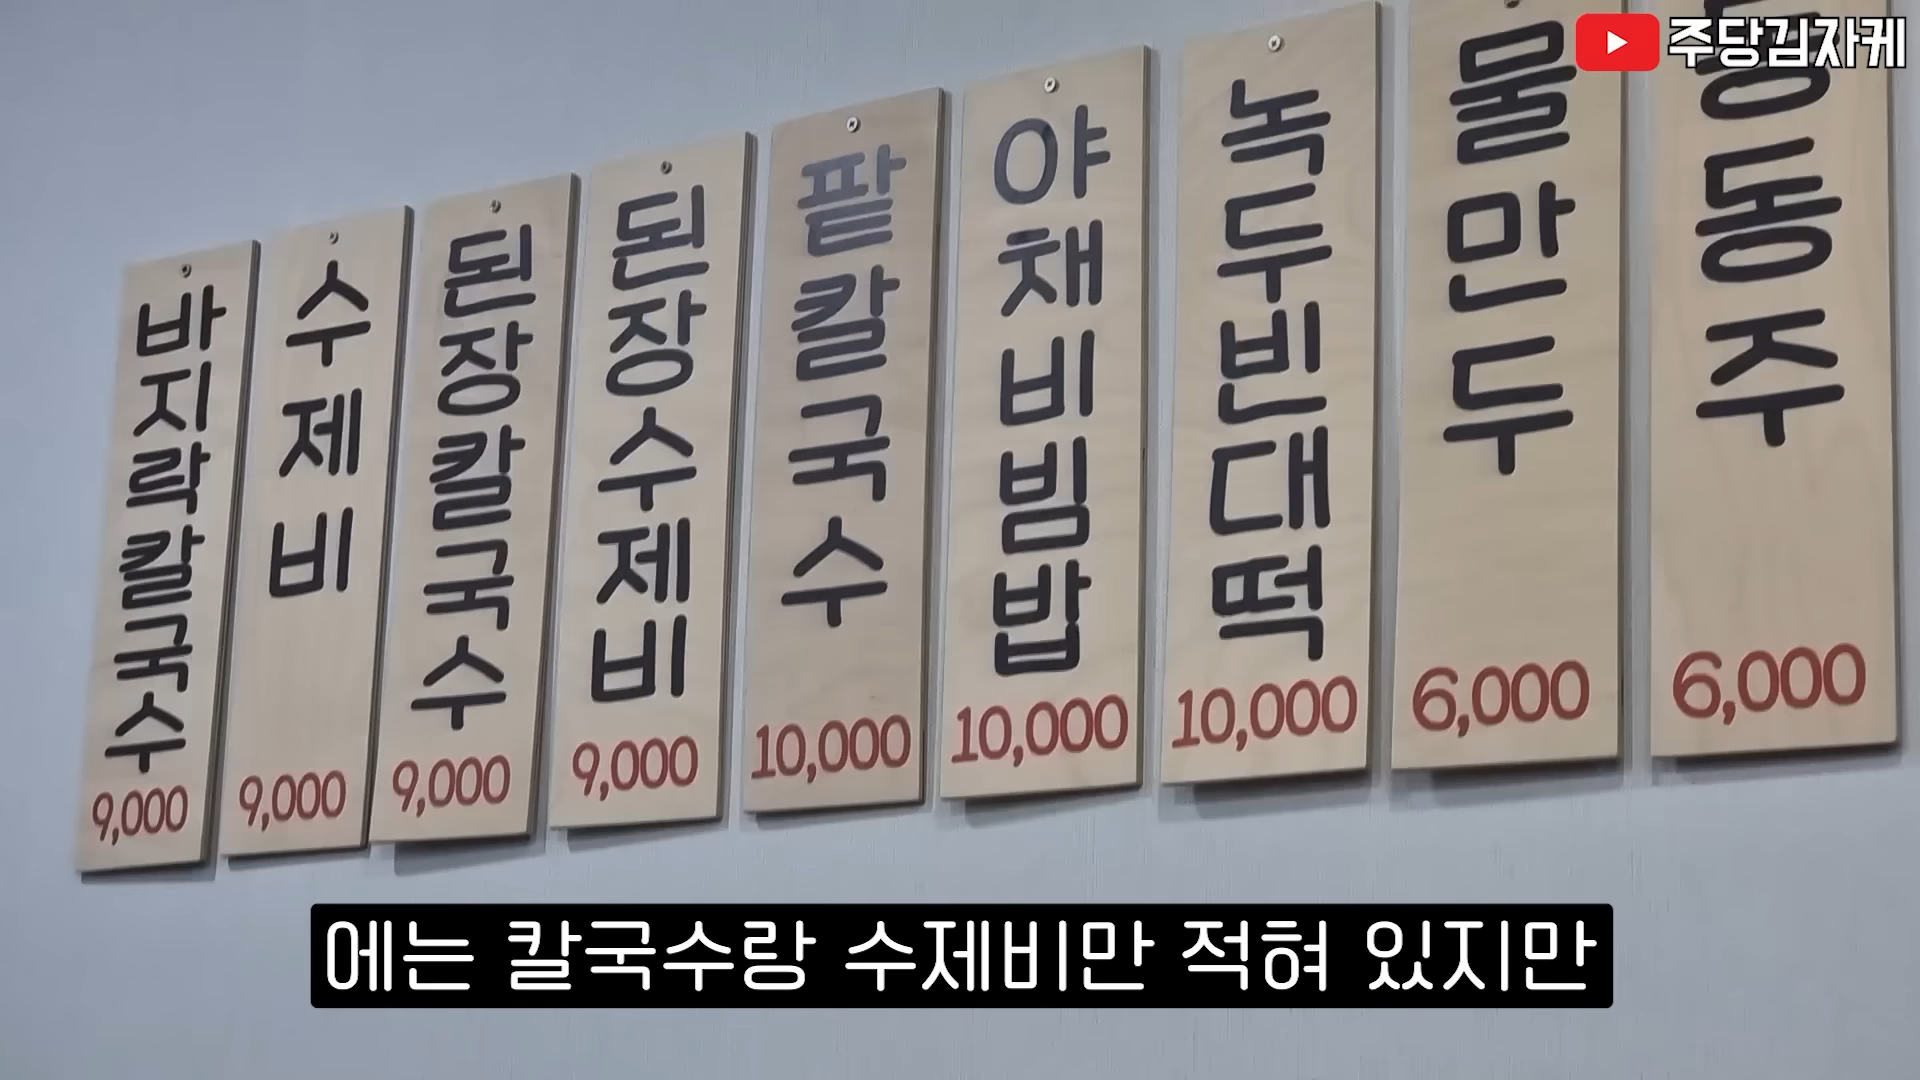 주당김자케
바지락칼국수
9,000
수제비
9,000
된장칼국수
9,000
된장수제비
9,000
팥칼국수
10,000
야채비빔밥
10,000
녹두빈대떡
10,000
물만두
6,000
동동주
6,000
에는 칼국수랑 수제비만 적혀 있지만